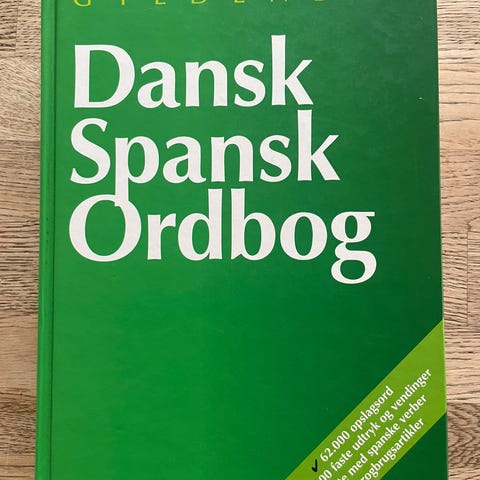 Dansk
Spansk
Ordbog
✓ 62.000 opslagsord
faste udtryk og vendinger
med spanske verber